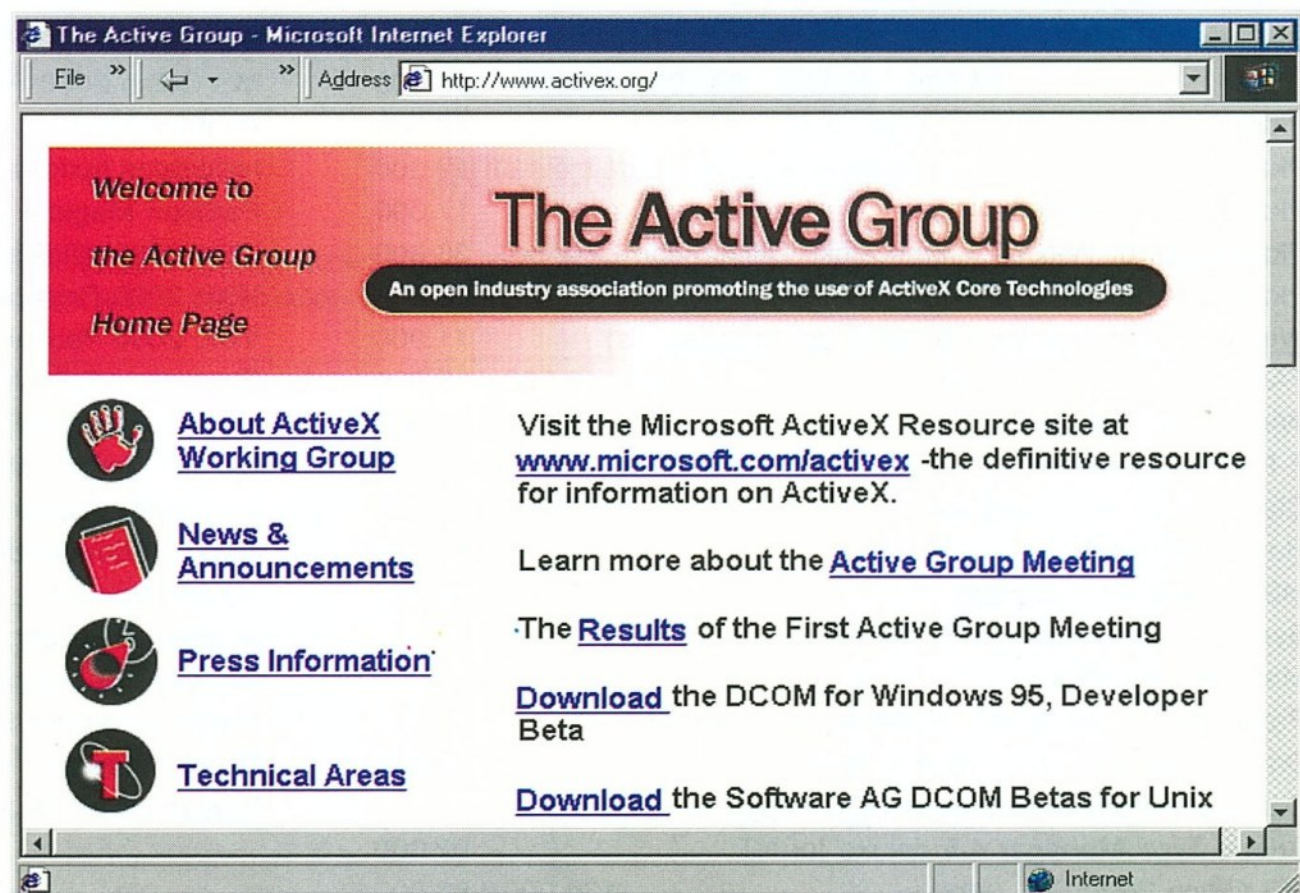 The Active Group - Microsoft Internet Explorer
File » » Address http://www.activex.org/
Welcome to
the Active Group
Home Page
The Active Group
An open industry association promoting the use of ActiveX Core Technologies
About ActiveX
Working Group
News &
Announcements
Press Information
T
Technical Areas
Visit the Microsoft ActiveX Resource site at
www.microsoft.com/activex -the definitive resource
for information on ActiveX.
Learn more about the Active Group Meeting
The Results of the First Active Group Meeting
Download the DCOM for Windows 95, Developer
Beta
Download the Software AG DCOM Betas for Unix
Internet